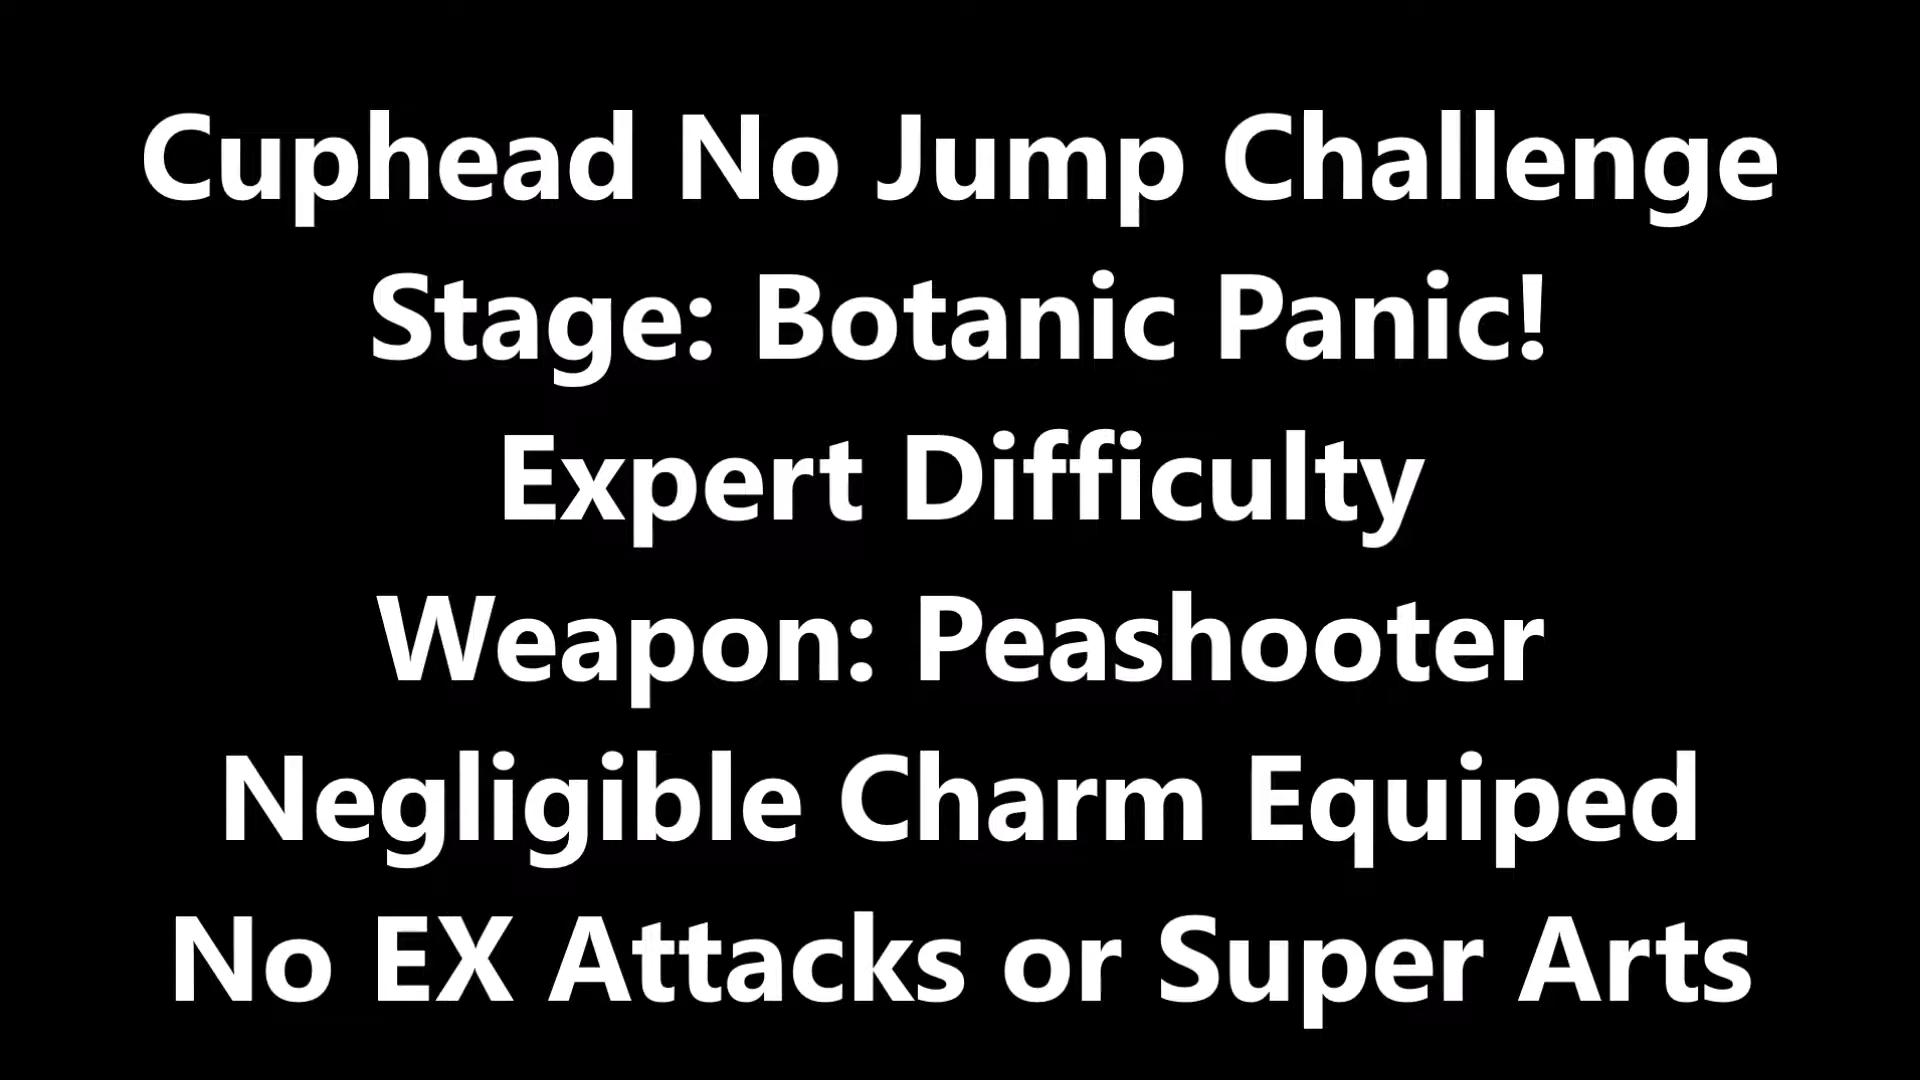 Cuphead No Jump Challenge
Stage: Botanic Panic!
Expert Difficulty
Weapon: Peashooter
Negligible Charm Equiped
No EX Attacks or Super Arts